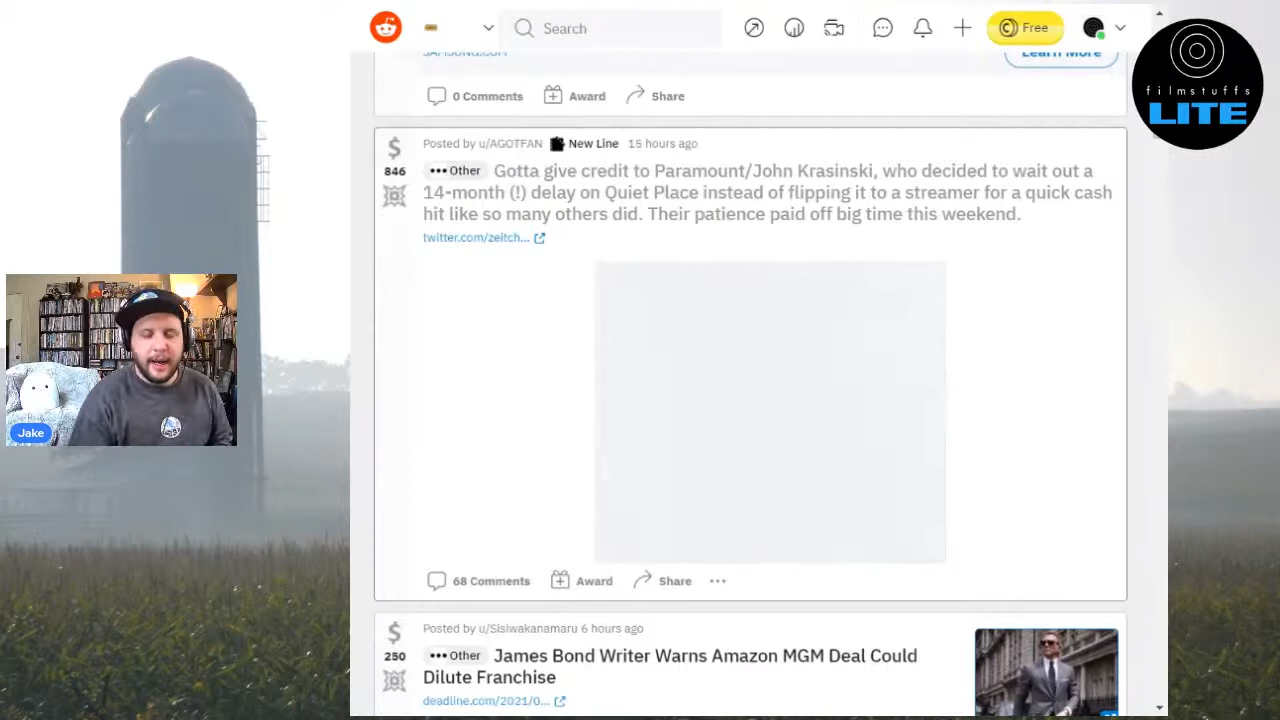 Search
Free
filmstuffs
LITE
SAMSUNG.COM
Learn More
0 Comments
Award
Share
Posted by u/AGOTFAN New Line 15 hours ago
846
••• Other Gotta give credit to Paramount/John Krasinski, who decided to wait out a
14-month (!) delay on Quiet Place instead of flipping it to a streamer for a quick cash
hit like so many others did. Their patience paid off big time this weekend.
twitter.com/zeitch...
Jake
68 Comments
Award
Share
•••
Posted by u/Sisiwakanamaru 6 hours ago
250
••• Other James Bond Writer Warns Amazon MGM Deal Could
Dilute Franchise
deadline.com/2021/0...